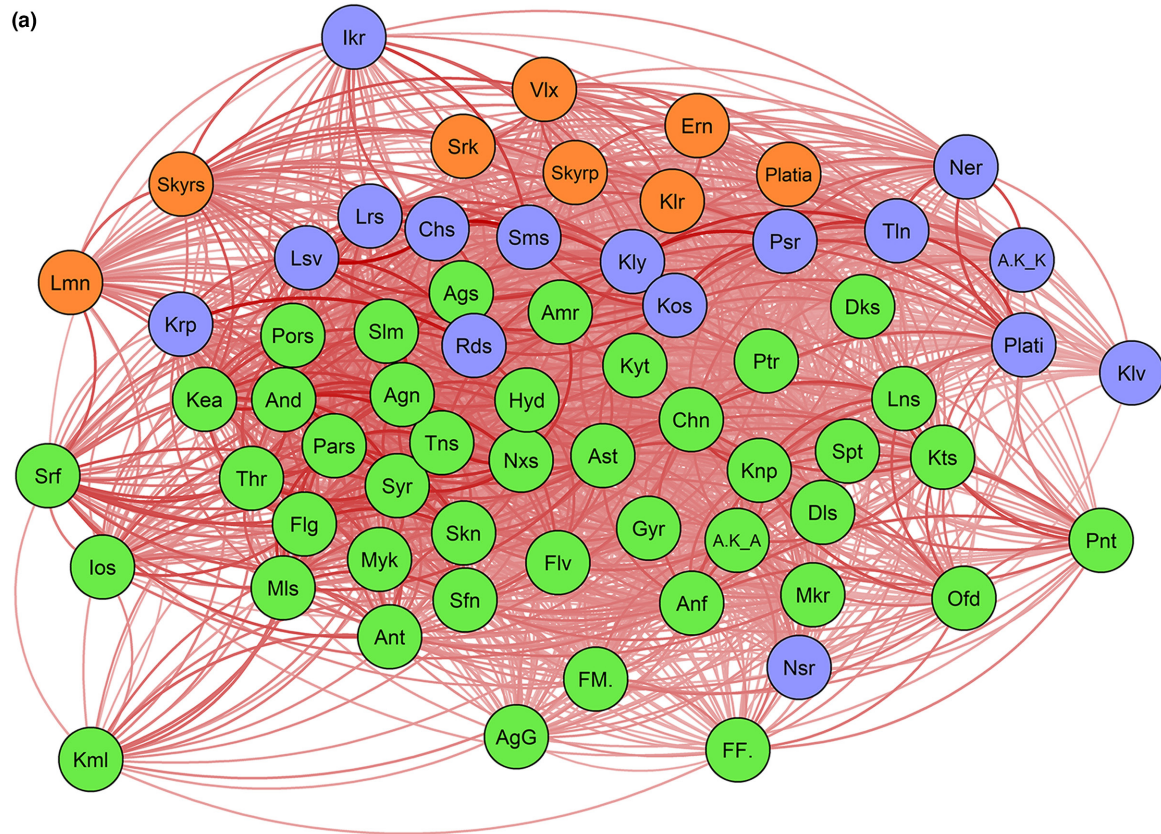 (a)
Ikr
Vlx
Ern
Srk
Ner
Skyrp
Platia
Skyrs
Klr
Lrs
Chs
Sms
Tln
Psr
Lsv
Kly
A.K_K
Lmn
Ags
Kos
Dks
Amr
Krp
Pors
Slm
Rds
Plati
Ptr
Kyt
Klv
Kea
And
Agn
Hyd
Lns
Chn
Pars
Tns
Spt
Ast
Nxs
Kts
Knp
Srf
Thr
Syr
Dls
Flg
Gyr
Skn
A.K_A
Pnt
Myk
Flv
Ios
Mls
Mkr
Ofd
Sfn
Anf
Ant
Nsr
FM.
AgG
FF.
Kml